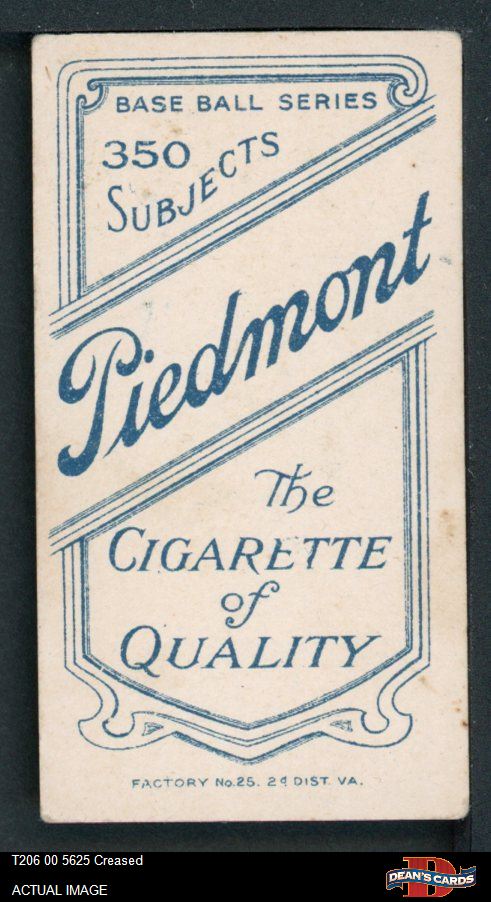 BASE BALL SERIES
350
SUBJECTS
Piedmont
The
CIGARETTE
of
QUALITY
FACTORY No.25. 2d DIST. VA.
T206 00 5625 Creased
ACTUAL IMAGE
D
DEAN'S CARDS